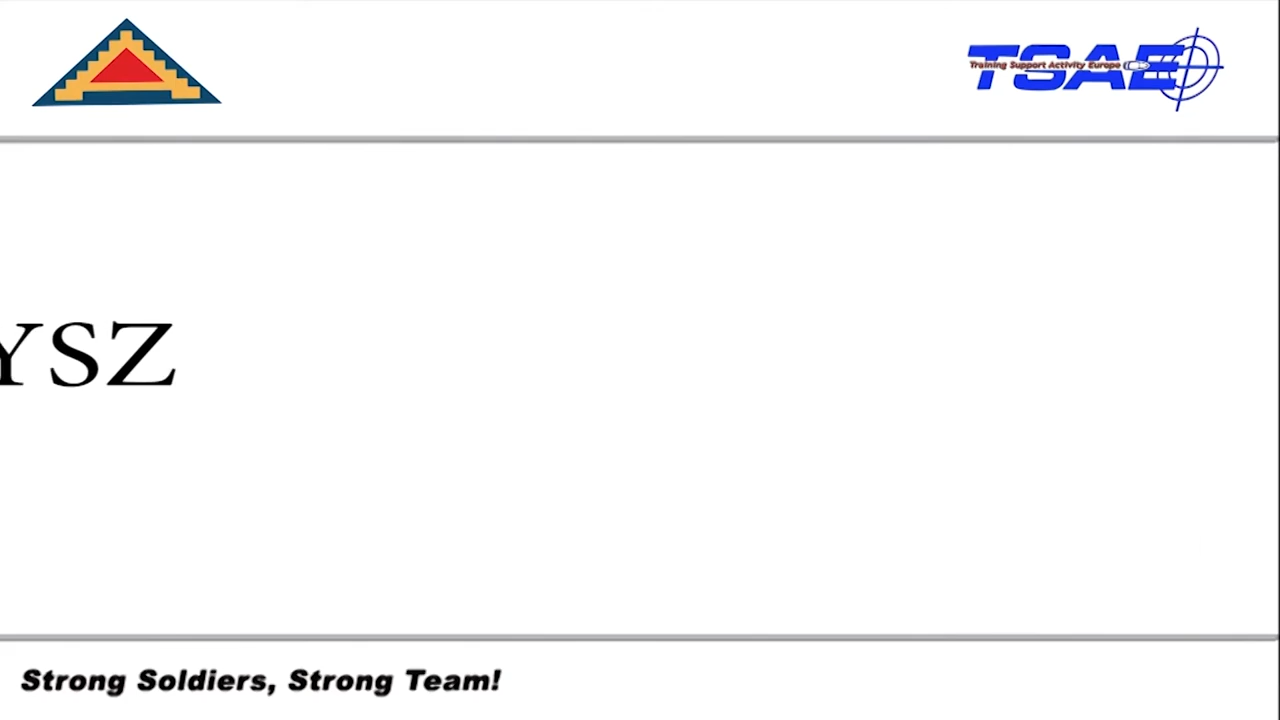 TSAE
Training Support Activity Europe
YSZ
Strong Soldiers, Strong Team!